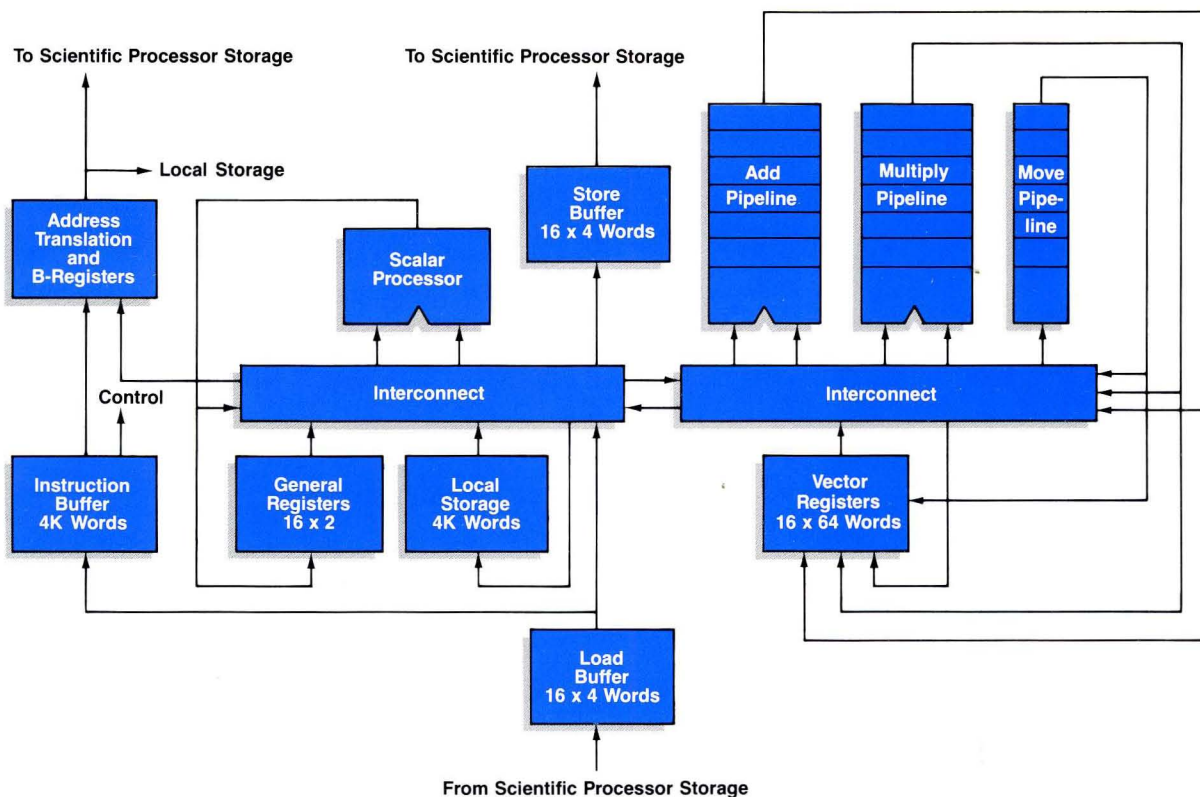 To Scientific Processor Storage
To Scientific Processor Storage
Local Storage
Address
Translation
and
B-Registers
Scalar
Processor
Store
Buffer
16 x 4 Words
Add
Pipeline
Multiply
Pipeline
Move
Pipe-
line
Control
Interconnect
Interconnect
Instruction
Buffer
4K Words
General
Registers
16 x 2
Local
Storage
4K Words
Vector
Registers
16 x 64 Words
Load
Buffer
16 x 4 Words
From Scientific Processor Storage